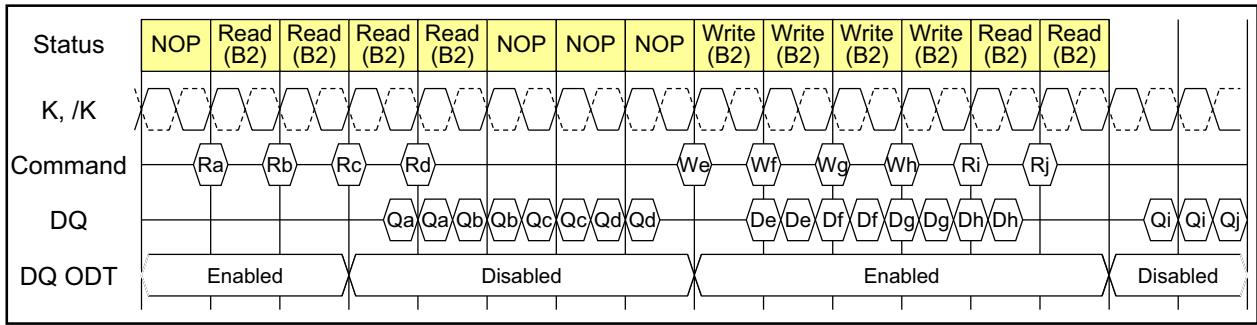 Status NOP Read (B2) Read (B2) Read (B2) Read (B2) NOP NOP NOP Write (B2) Write (B2) Write (B2) Write (B2) Read (B2) Read (B2)
K, /K
Command Ra Rb Rc Rd We Wf Wg Wh Ri Rj
DQ Qa Qa Qb Qb Qc Qc Qd Qd De De Df Df Dg Dg Dh Dh Qi Qi Qj
DQ ODT Enabled Disabled Enabled Disabled